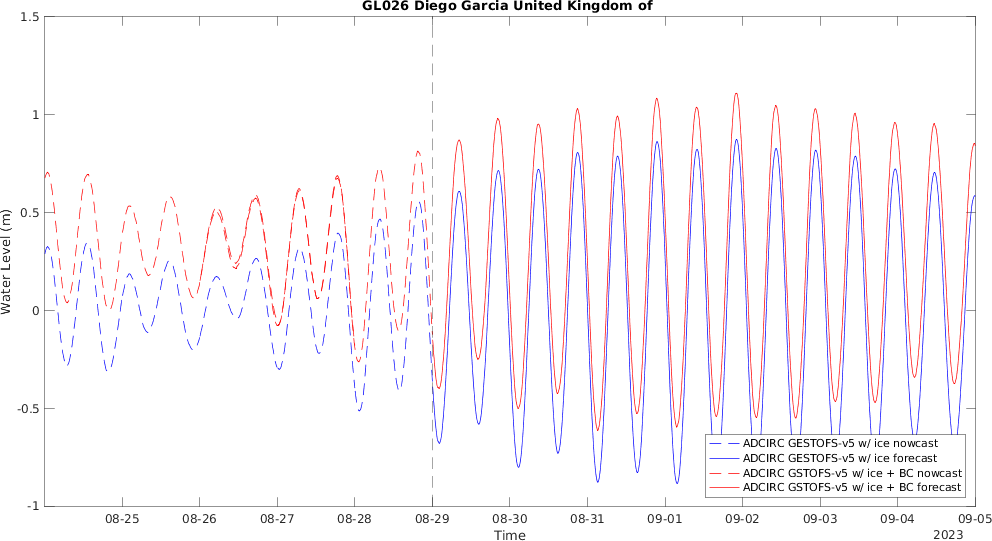 GL026 Diego Garcia United Kingdom of
1.5
1
0.5
0
-0.5
-1
Water Level (m)
ADCIRC GESTOFS-v5 w/ ice nowcast
ADCIRC GESTOFS-v5 w/ ice forecast
ADCIRC GSTOFS-v5 w/ ice + BC nowcast
ADCIRC GSTOFS-v5 w/ ice + BC forecast
08-25 08-26 08-27 08-28 08-29 08-30 08-31 09-01 09-02 09-03 09-04 09-05
Time
2023